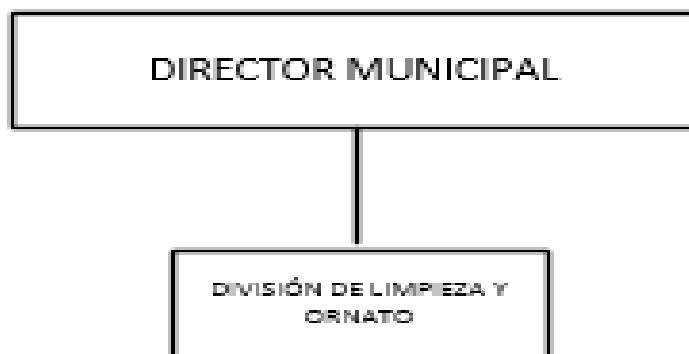 DIRECTOR MUNICIPAL
DIVISIÓN DE LIMPIEZA Y
ORNATO